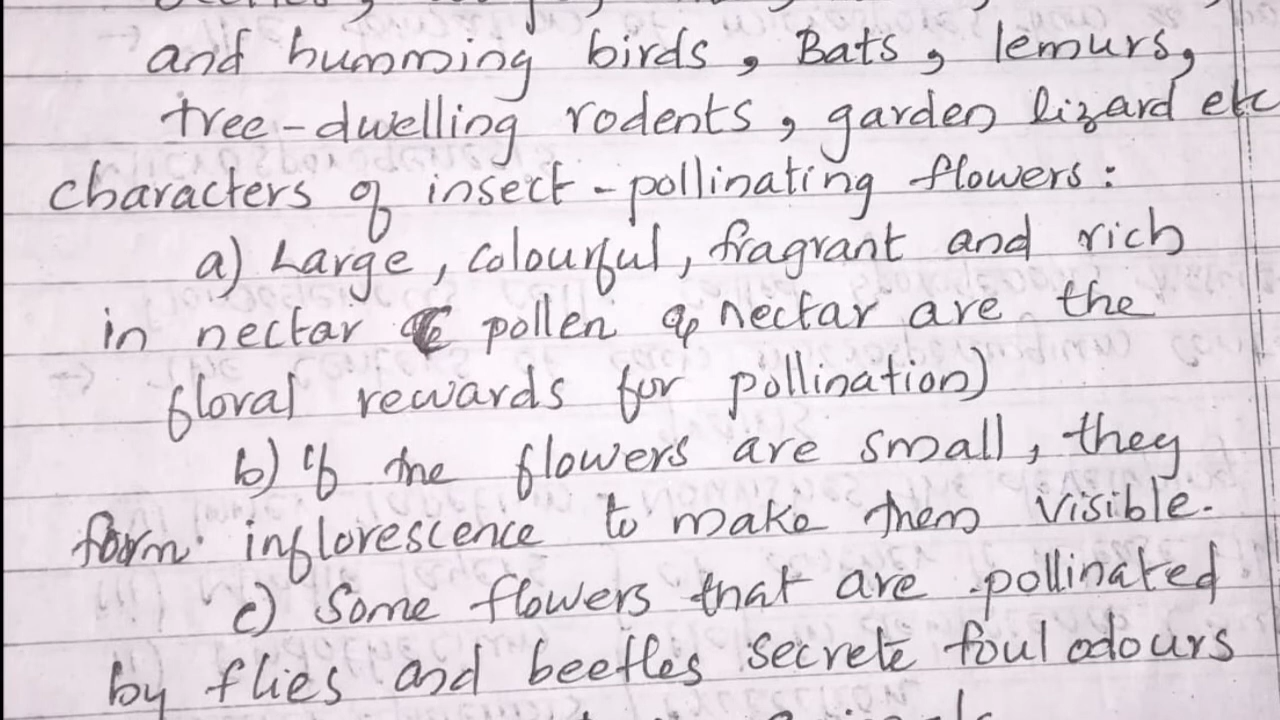 and humming birds, Bats, lemurs,
tree-dwelling rodents, garden lizard etc
characters of insect-pollinating flowers:
a) Large, colourful, fragrant and rich
in nectar pollen & nectar are the
floral rewards for pollination)
b) if the flowers are small, they
form inflorescence to make them visible.
c) Some flowers that are pollinated
by flies and beetles secrete foul odours